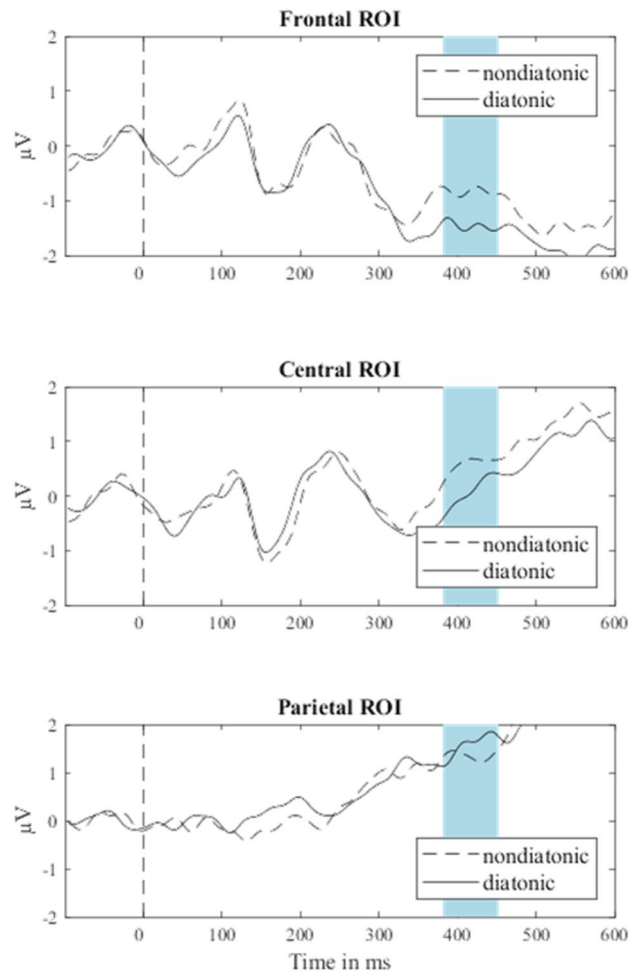 Frontal ROI
2
1
0
-1
-2
µV
nondiatonic
diatonic
0 100 200 300 400 500 600
Central ROI
2
1
0
-1
-2
µV
nondiatonic
diatonic
0 100 200 300 400 500 600
Parietal ROI
2
1
0
-1
-2
µV
nondiatonic
diatonic
0 100 200 300 400 500 600
Time in ms